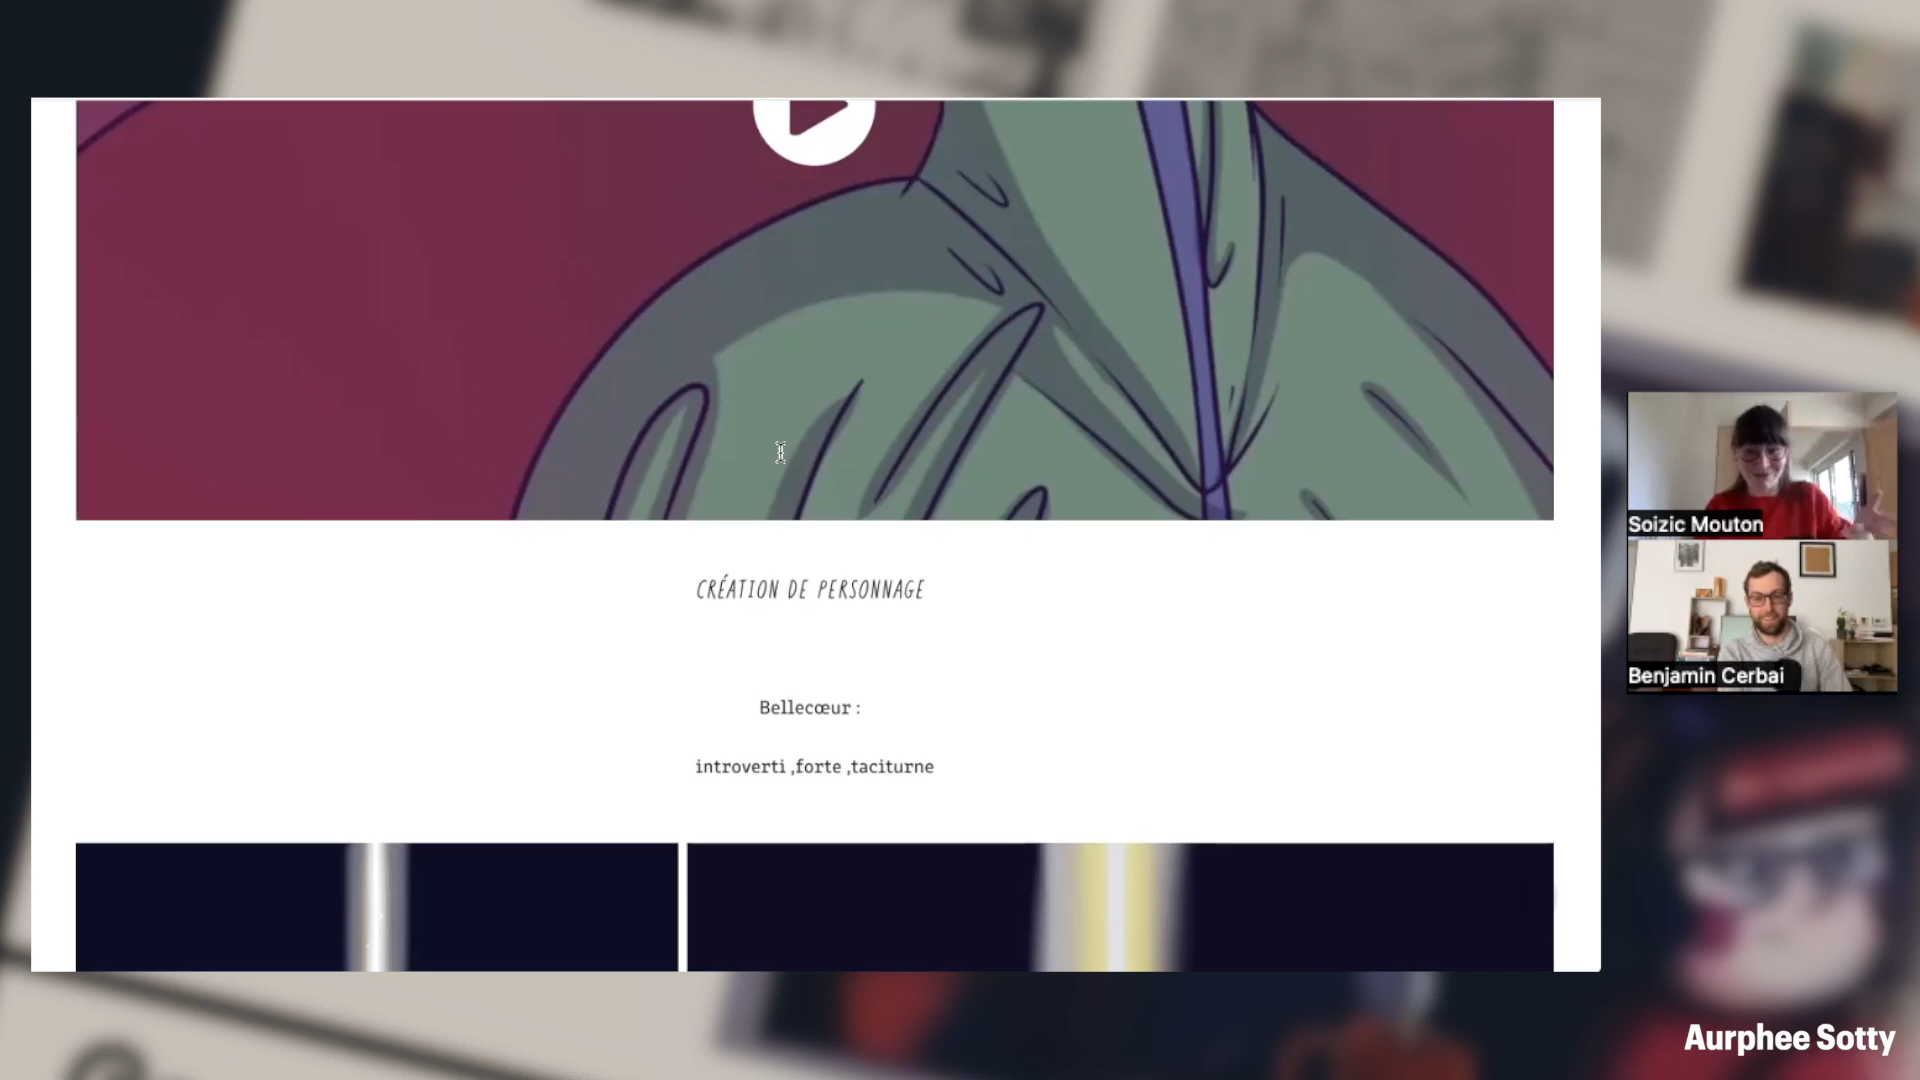 CRÉATION DE PERSONNAGE
Bellecœur :
introverti ,forte ,taciturne
Soizic Mouton
Benjamin Cerbai
Aurphee Sotty